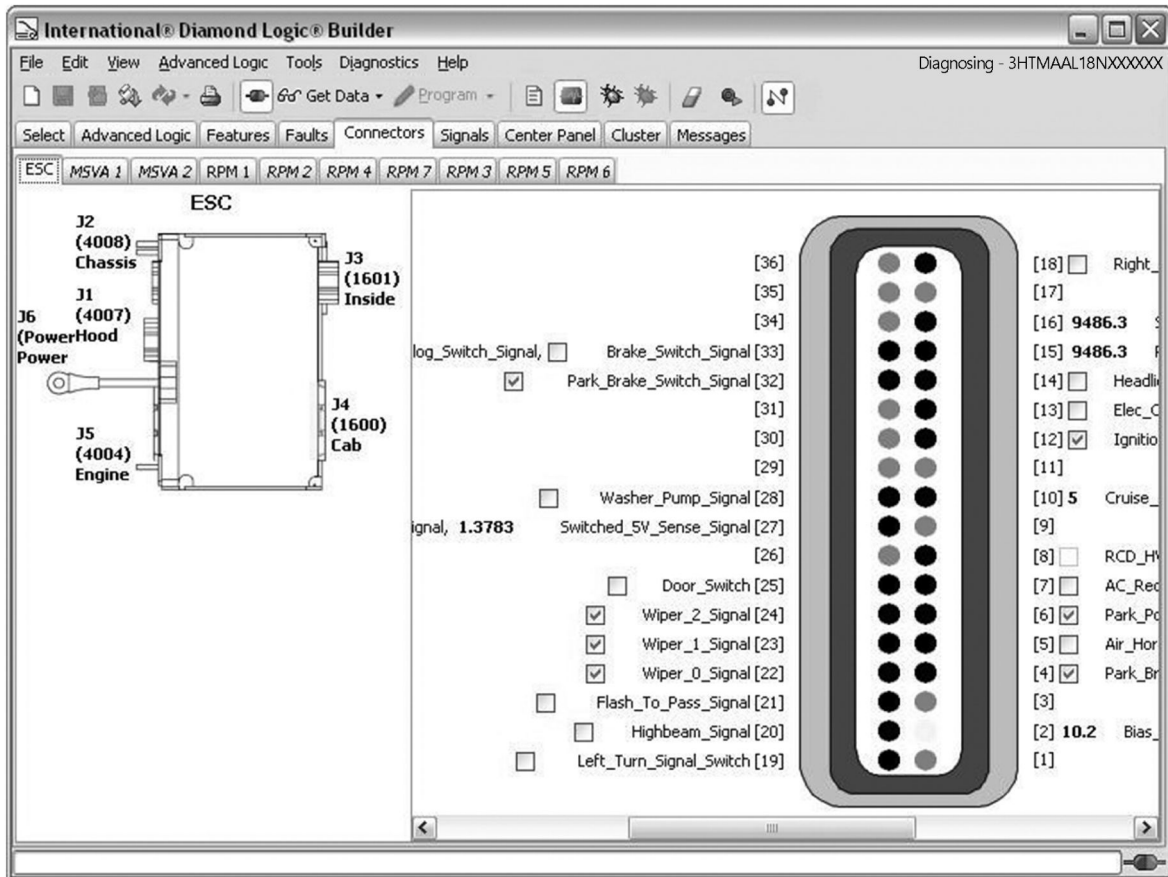 International® Diamond Logic® Builder
File Edit View Advanced Logic Tools Diagnostics Help
Diagnosing - 3HTMAAL18NXXXXXX
Get Data Program
Select Advanced Logic Features Faults Connectors Signals Center Panel Cluster Messages
ESC MSVA 1 MSVA 2 RPM 1 RPM 2 RPM 4 RPM 7 RPM 3 RPM 5 RPM 6
ESC
J2
(4008)
Chassis
J3
(1601)
Inside
J1
(4007)
Hood
J6
(Power
Power
J4
(1600)
Cab
J5
(4004)
Engine
[36] [18] Right_
[35] [17]
[34] [16] 9486.3
log_Switch_Signal, Brake_Switch_Signal [33] [15] 9486.3
Park_Brake_Switch_Signal [32] [14] Headli
[31] [13] Elec_C
[30] [12] Ignitio
[29] [11]
Washer_Pump_Signal [28] [10] 5 Cruise_
ignal, 1.3783 Switched_5V_Sense_Signal [27] [9]
[26] [8] RCD_HV
Door_Switch [25] [7] AC_Rec
Wiper_2_Signal [24] [6] Park_Po
Wiper_1_Signal [23] [5] Air_Hor
Wiper_0_Signal [22] [4] Park_Br
Flash_To_Pass_Signal [21] [3]
Highbeam_Signal [20] [2] 10.2 Bias_
Left_Turn_Signal_Switch [19] [1]